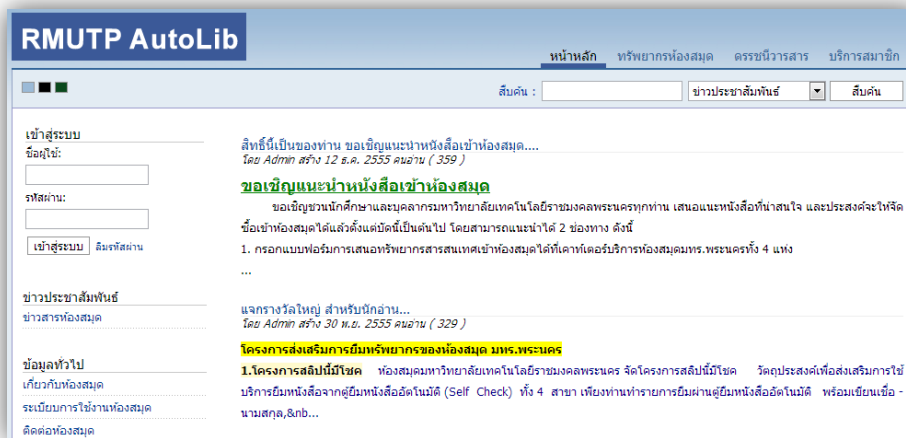 RMUTP AutoLib
หน้าหลัก ทรัพยากรห้องสมุด ดรรชนีวารสาร บริการสมาชิก
สืบค้น : ข่าวประชาสัมพันธ์ สืบค้น
เข้าสู่ระบบ
ชื่อผู้ใช้:
รหัสผ่าน:
เข้าสู่ระบบ ลืมรหัสผ่าน
ข่าวประชาสัมพันธ์
ข่าวสารห้องสมุด
ข้อมูลทั่วไป
เกี่ยวกับห้องสมุด
ระเบียบการใช้งานห้องสมุด
ติดต่อห้องสมุด
สิทธิ์นี้เป็นของท่าน ขอเชิญแนะนำหนังสือเข้าห้องสมุด....
โดย Admin สร้าง 12 ธ.ค. 2555 คนอ่าน ( 359 )
ขอเชิญแนะนำหนังสือเข้าห้องสมุด
ขอเชิญชวนนักศึกษาและบุคลากรมหาวิทยาลัยเทคโนโลยีราชมงคลพระนครทุกท่าน เสนอแนะหนังสือที่น่าสนใจ และประสงค์จะให้จัด
ซื้อเข้าห้องสมุดได้แล้วตั้งแต่บัดนี้เป็นต้นไป โดยสามารถแนะนำได้ 2 ช่องทาง ดังนี้
1. กรอกแบบฟอร์มการเสนอทรัพยากรสารสนเทศเข้าห้องสมุดได้ที่เคาท์เตอร์บริการห้องสมุดมทร.พระนครทั้ง 4 แห่ง
...
แจกรางวัลใหญ่ สำหรับนักอ่าน...
โดย Admin สร้าง 30 พ.ย. 2555 คนอ่าน ( 329 )
โครงการส่งเสริมการยืมทรัพยากรของห้องสมุด มทร.พระนคร
1.โครงการสลิปนี้มีโชค ห้องสมุดมหาวิทยาลัยเทคโนโลยีราชมงคลพระนคร จัดโครงการสลิปนี้มีโชค วัตถุประสงค์เพื่อส่งเสริมการใช้
บริการยืมหนังสือจากตู้ยืมหนังสืออัตโนมัติ (Self Check) ทั้ง 4 สาขา เพียงท่านทำรายการยืมผ่านตู้ยืมหนังสืออัตโนมัติ พร้อมเขียนเชื่อ -
นามสกุล,&nb...